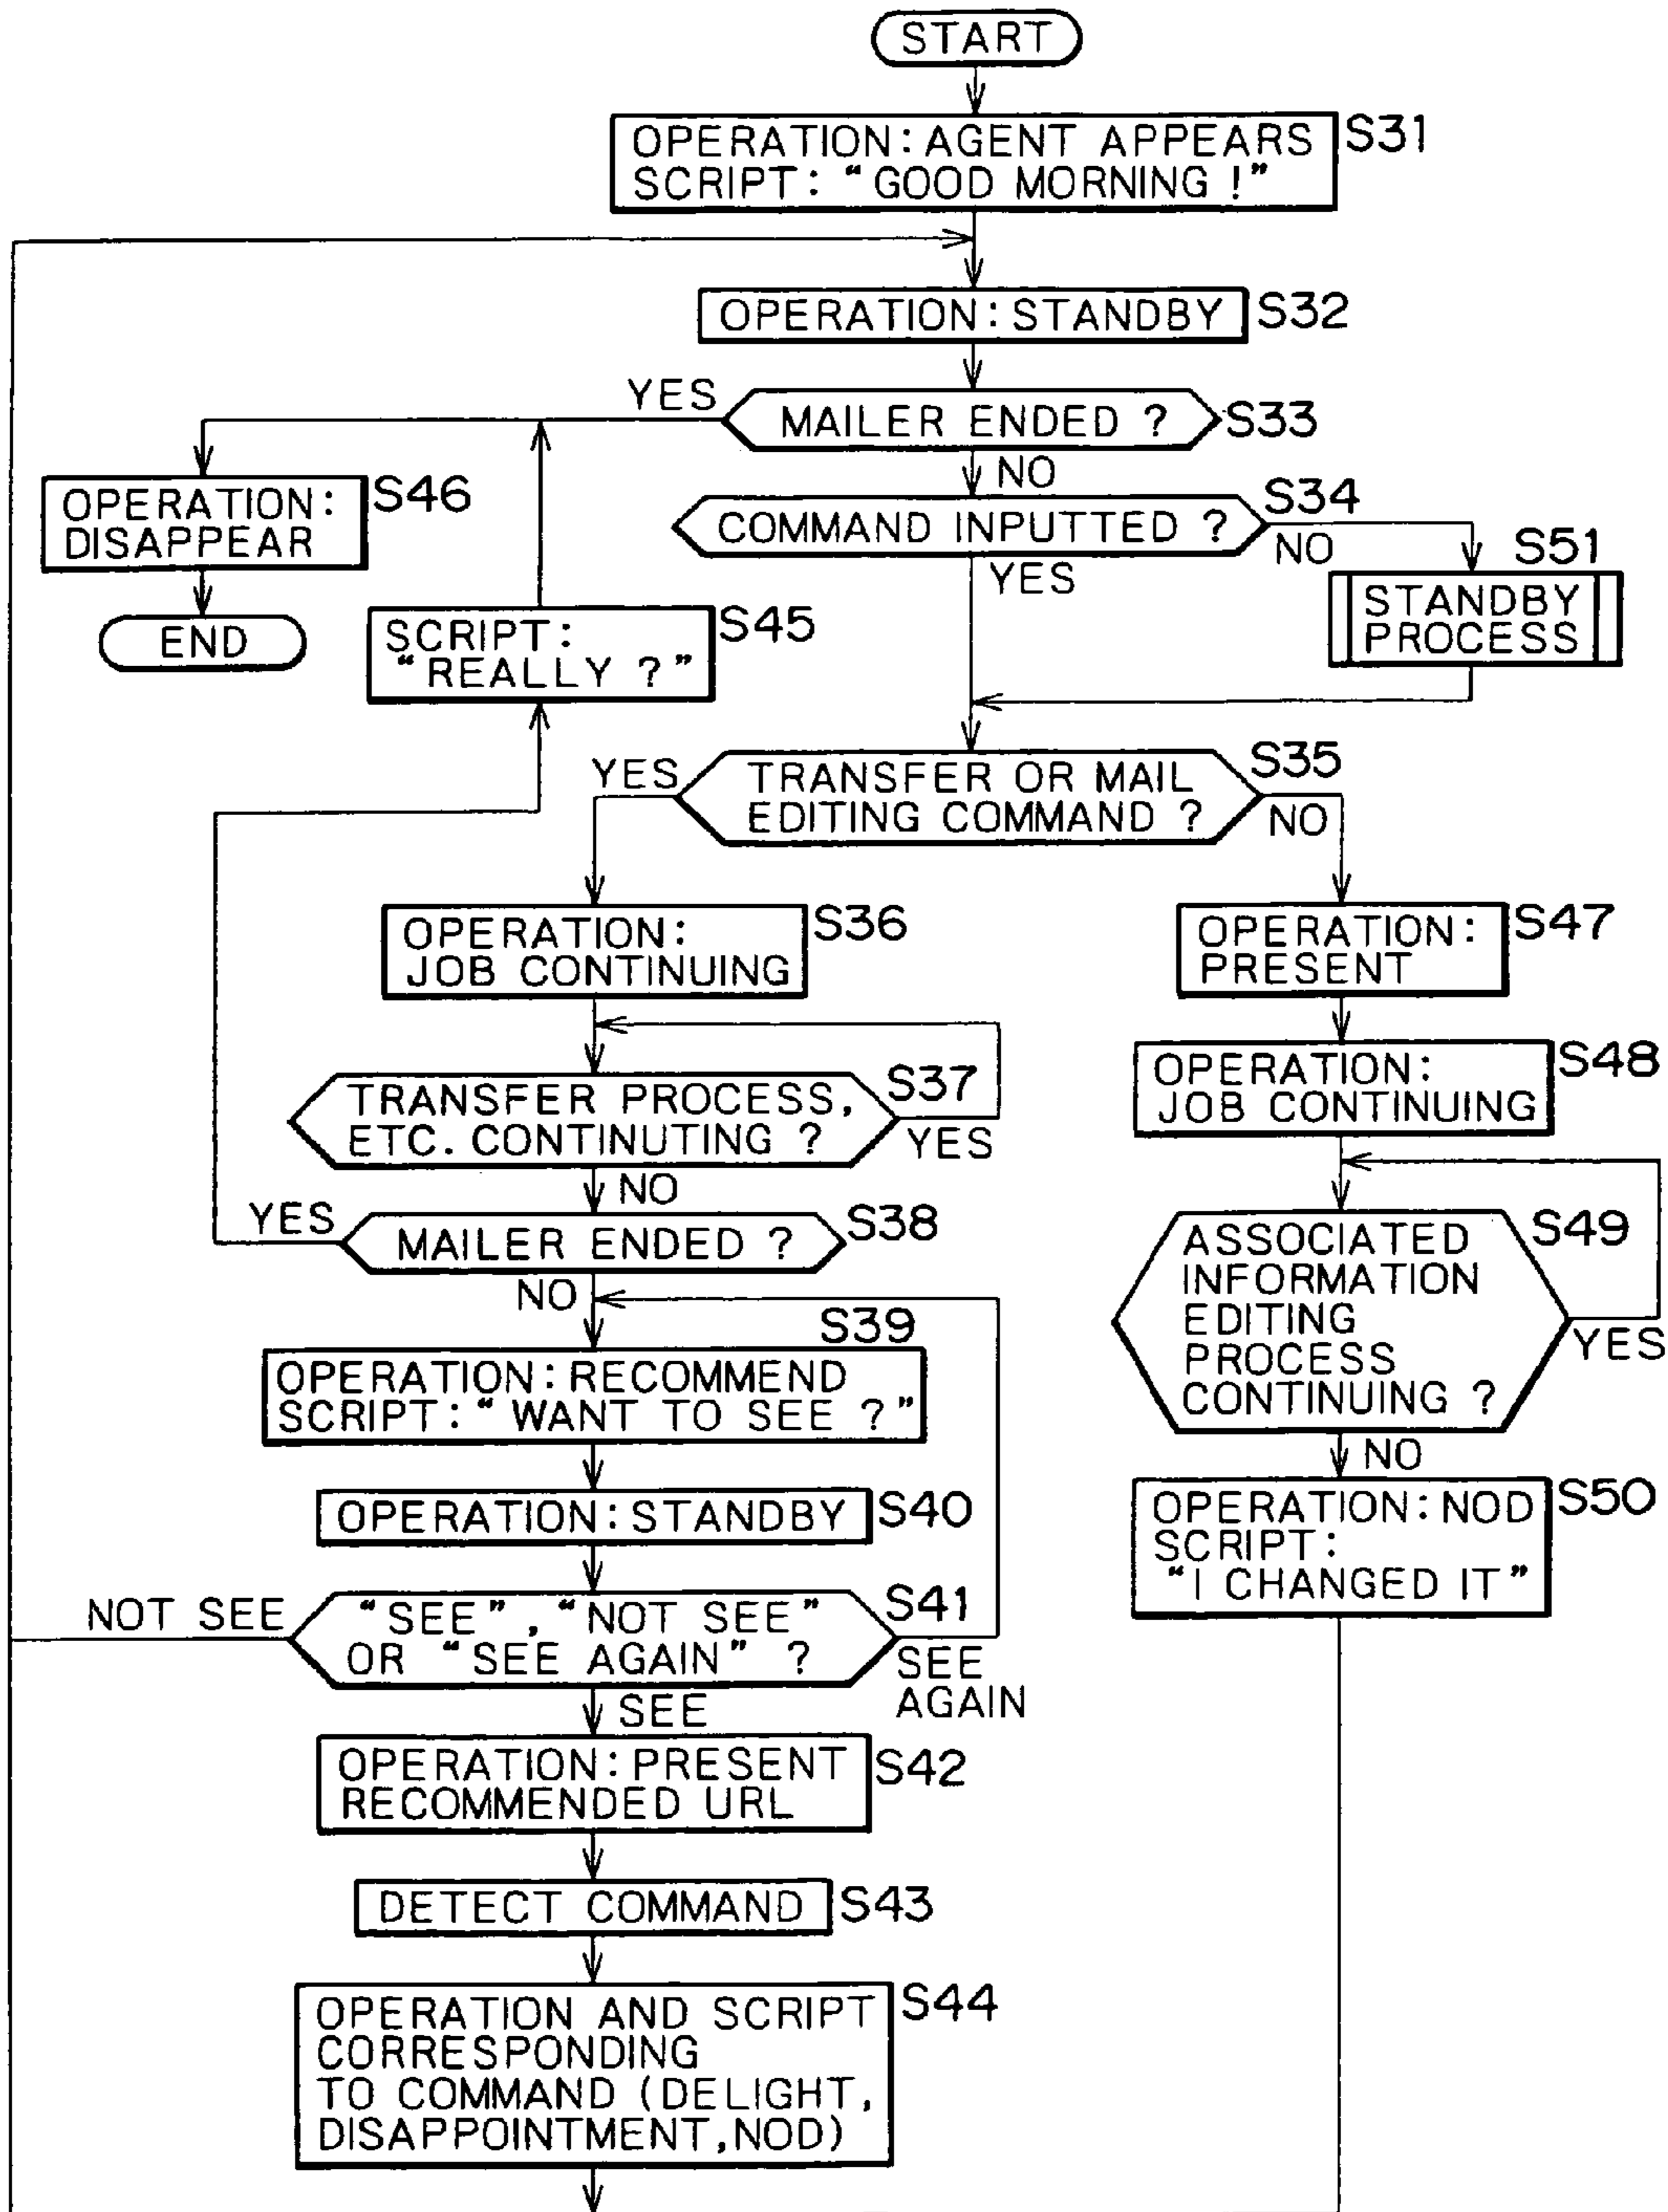 START
OPERATION:AGENT APPEARS
SCRIPT: “GOOD MORNING !”
S31
OPERATION:STANDBY
S32
YES
MAILER ENDED ?
S33
NO
OPERATION:
DISAPPEAR
S46
COMMAND INPUTTED ?
S34
NO
YES
S51
STANDBY
PROCESS
END
SCRIPT:
“REALLY ?”
S45
YES
TRANSFER OR MAIL
EDITING COMMAND ?
S35
NO
OPERATION:
JOB CONTINUING
S36
OPERATION:
PRESENT
S47
OPERATION:
JOB CONTINUING
S48
TRANSFER PROCESS,
ETC. CONTINUTING ?
S37
YES
NO
YES
MAILER ENDED ?
S38
NO
ASSOCIATED
INFORMATION
EDITING
PROCESS
CONTINUING ?
S49
YES
NO
S39
OPERATION:RECOMMEND
SCRIPT:“ WANT TO SEE ?”
OPERATION:STANDBY
S40
OPERATION:NOD
SCRIPT:
“I CHANGED IT”
S50
NOT SEE
“SEE”, “NOT SEE”
OR “SEE AGAIN” ?
S41
SEE
AGAIN
SEE
OPERATION:PRESENT
RECOMMENDED URL
S42
DETECT COMMAND
S43
OPERATION AND SCRIPT
CORRESPONDING
TO COMMAND (DELIGHT,
DISAPPOINTMENT,NOD)
S44